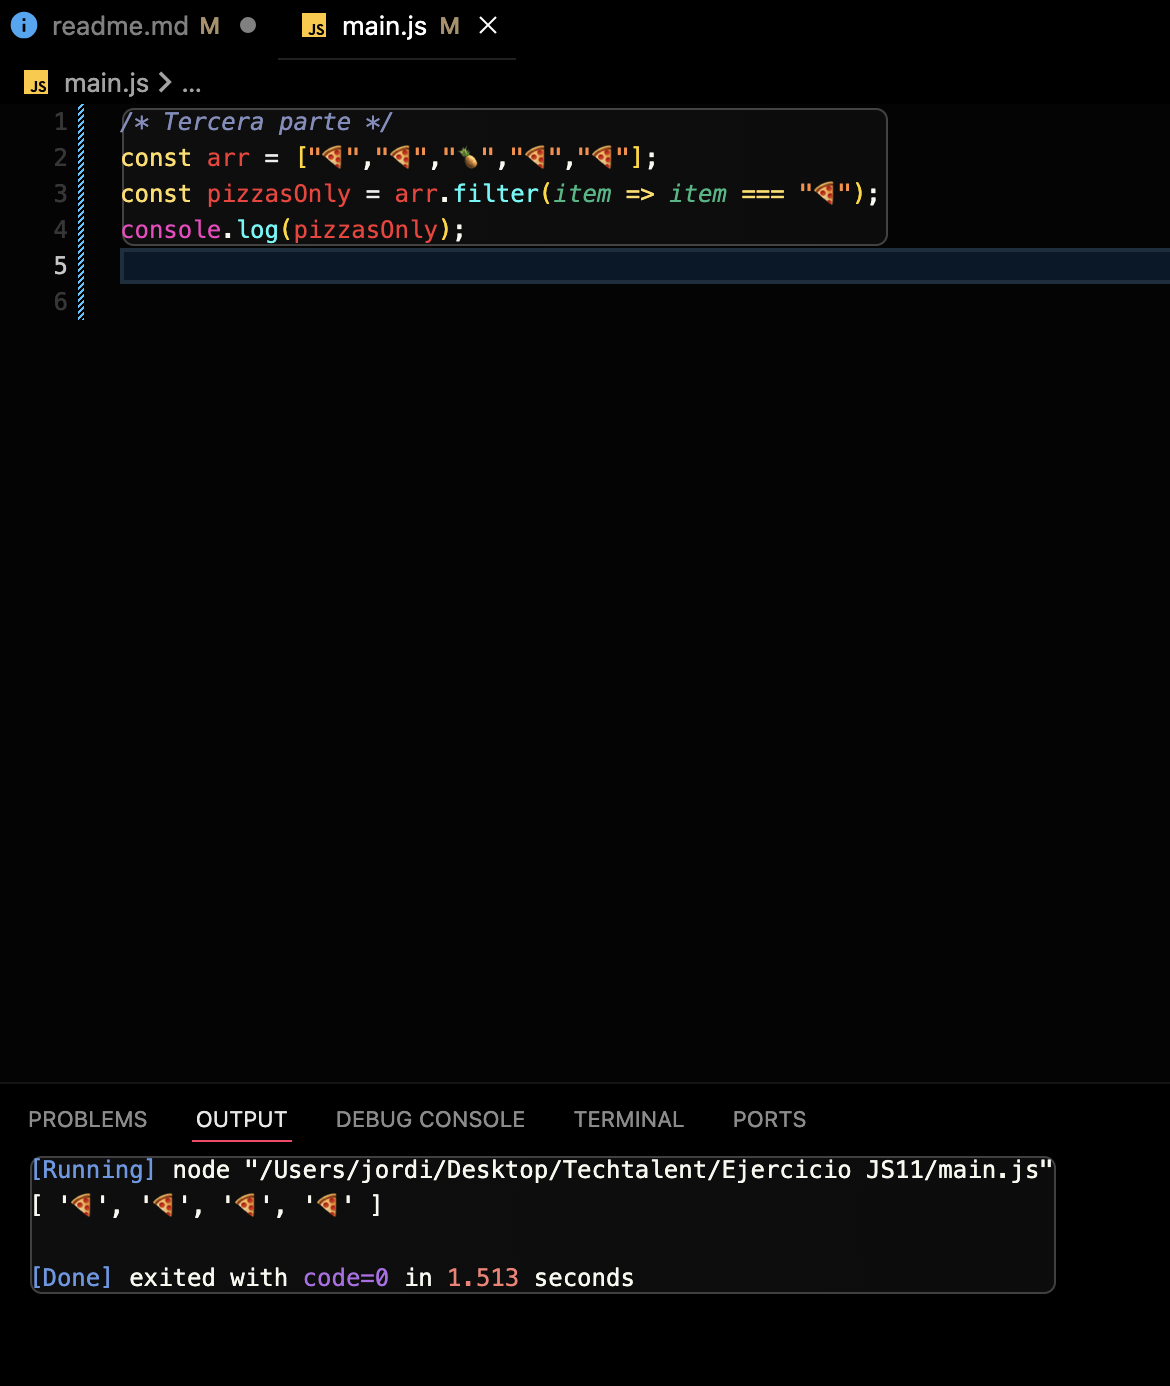 readme.md M
JS main.js M
JS main.js > ...
1 /* Tercera parte */
2 const arr = ["🍕","🍕","🍍","🍕","🍕"];
3 const pizzasOnly = arr.filter(item => item === "🍕");
4 console.log(pizzasOnly);
5
6
PROBLEMS OUTPUT DEBUG CONSOLE TERMINAL PORTS
[Running] node "/Users/jordi/Desktop/Techtalent/Ejercicio JS11/main.js"
[ '🍕', '🍕', '🍕', '🍕' ]
[Done] exited with code=0 in 1.513 seconds